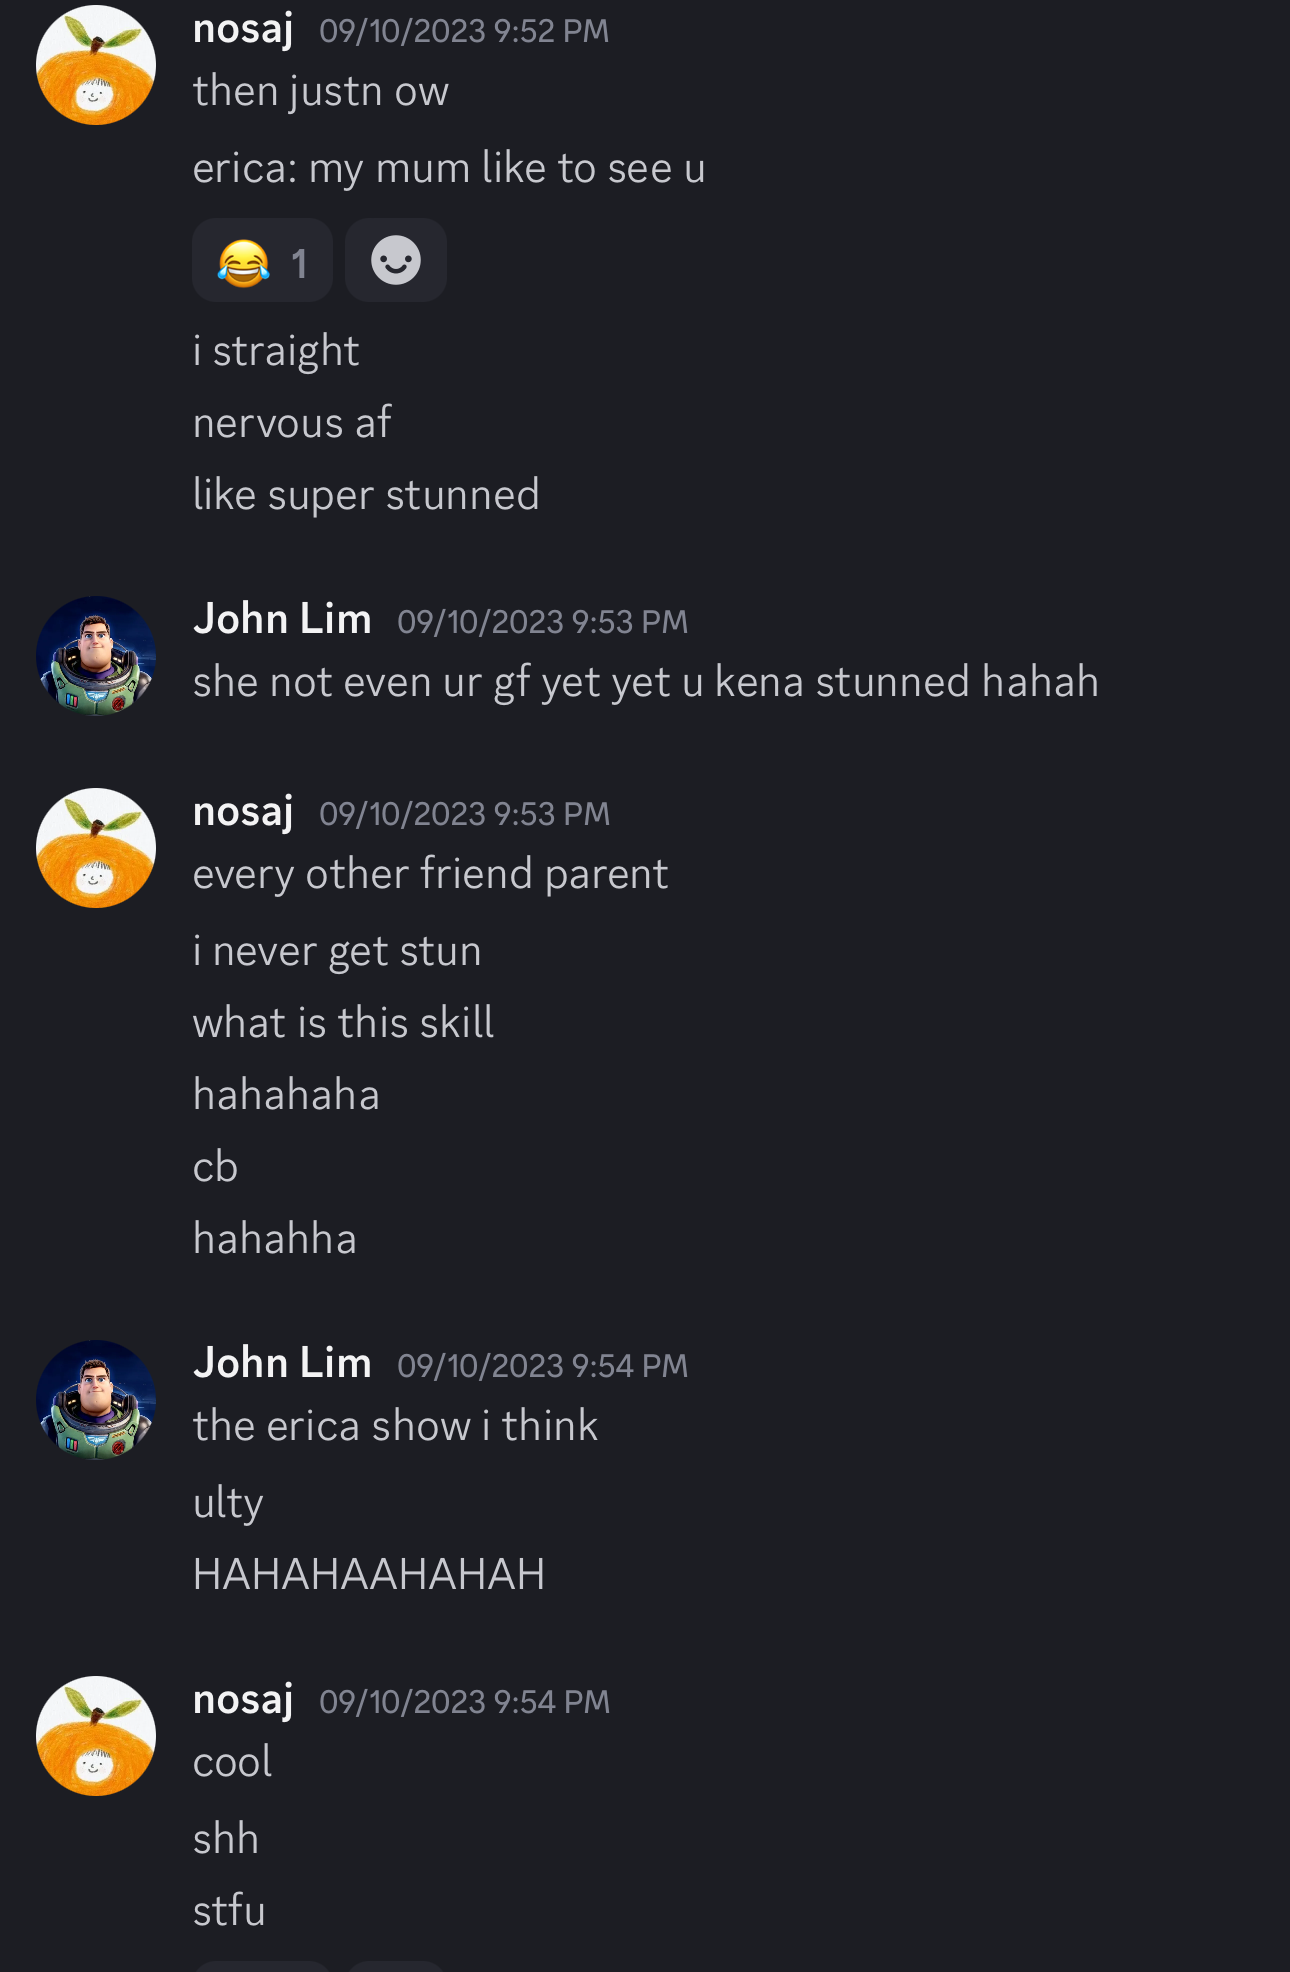 nosaj 09/10/2023 9:52 PM
then justn ow
erica: my mum like to see u
😂 1
i straight
nervous af
like super stunned
John Lim 09/10/2023 9:53 PM
she not even ur gf yet yet u kena stunned hahah
nosaj 09/10/2023 9:53 PM
every other friend parent
i never get stun
what is this skill
hahahaha
cb
hahahha
John Lim 09/10/2023 9:54 PM
the erica show i think
ulty
HAHAHAAHAHAH
nosaj 09/10/2023 9:54 PM
cool
shh
stfu